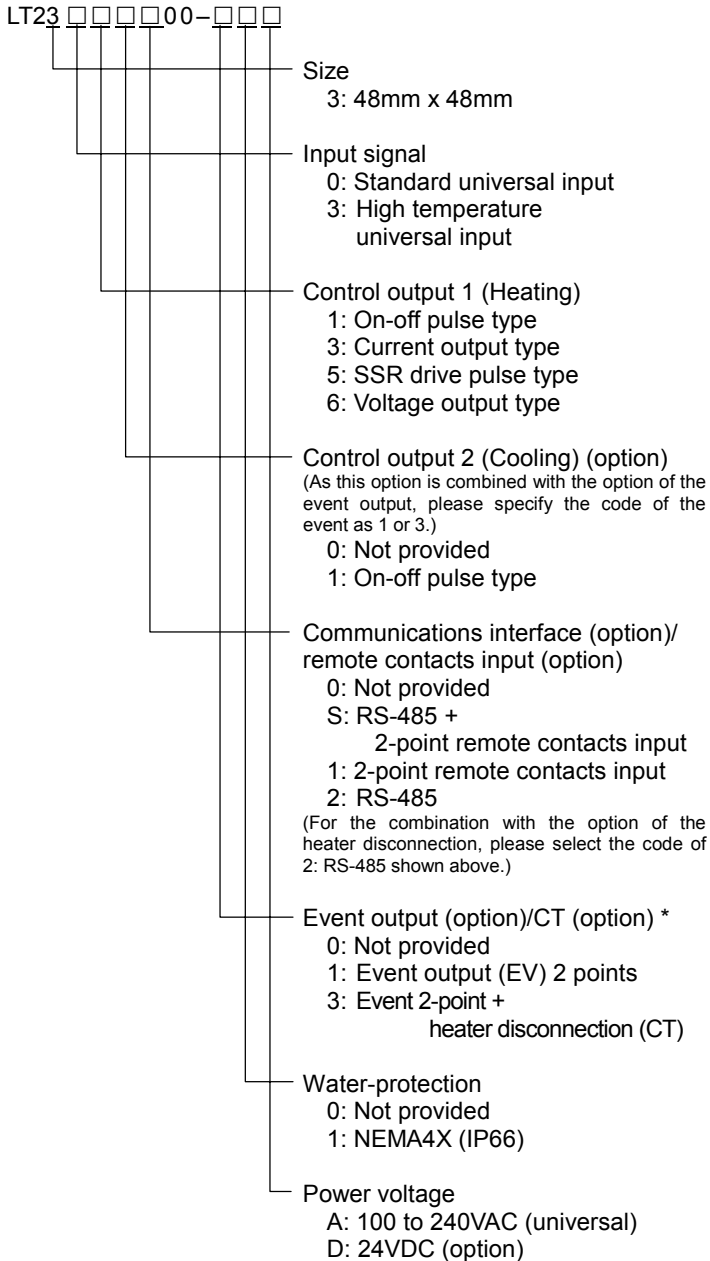 LT23 □ □ □ □ 00–□ □ □
Size
3: 48mm x 48mm
Input signal
0: Standard universal input
3: High temperature
universal input
Control output 1 (Heating)
1: On-off pulse type
3: Current output type
5: SSR drive pulse type
6: Voltage output type
Control output 2 (Cooling) (option)
(As this option is combined with the option of the
event output, please specify the code of the
event as 1 or 3.)
0: Not provided
1: On-off pulse type
Communications interface (option)/
remote contacts input (option)
0: Not provided
S: RS-485 +
2-point remote contacts input
1: 2-point remote contacts input
2: RS-485
(For the combination with the option of the
heater disconnection, please select the code of
2: RS-485 shown above.)
Event output (option)/CT (option) *
0: Not provided
1: Event output (EV) 2 points
3: Event 2-point +
heater disconnection (CT)
Water-protection
0: Not provided
1: NEMA4X (IP66)
Power voltage
A: 100 to 240VAC (universal)
D: 24VDC (option)